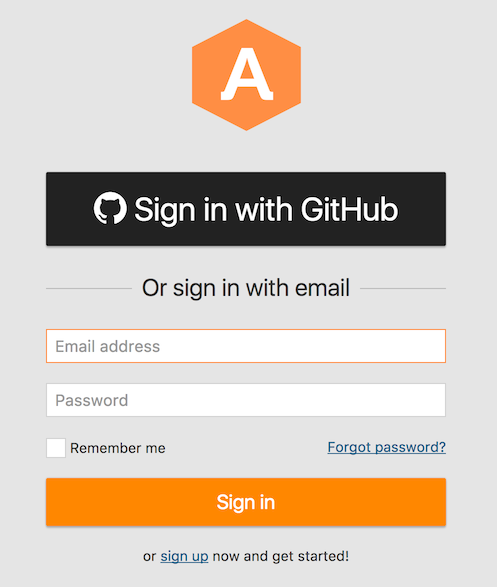 A
Sign in with GitHub
Or sign in with email
Email address
Password
Remember me
Forgot password?
Sign in
or sign up now and get started!